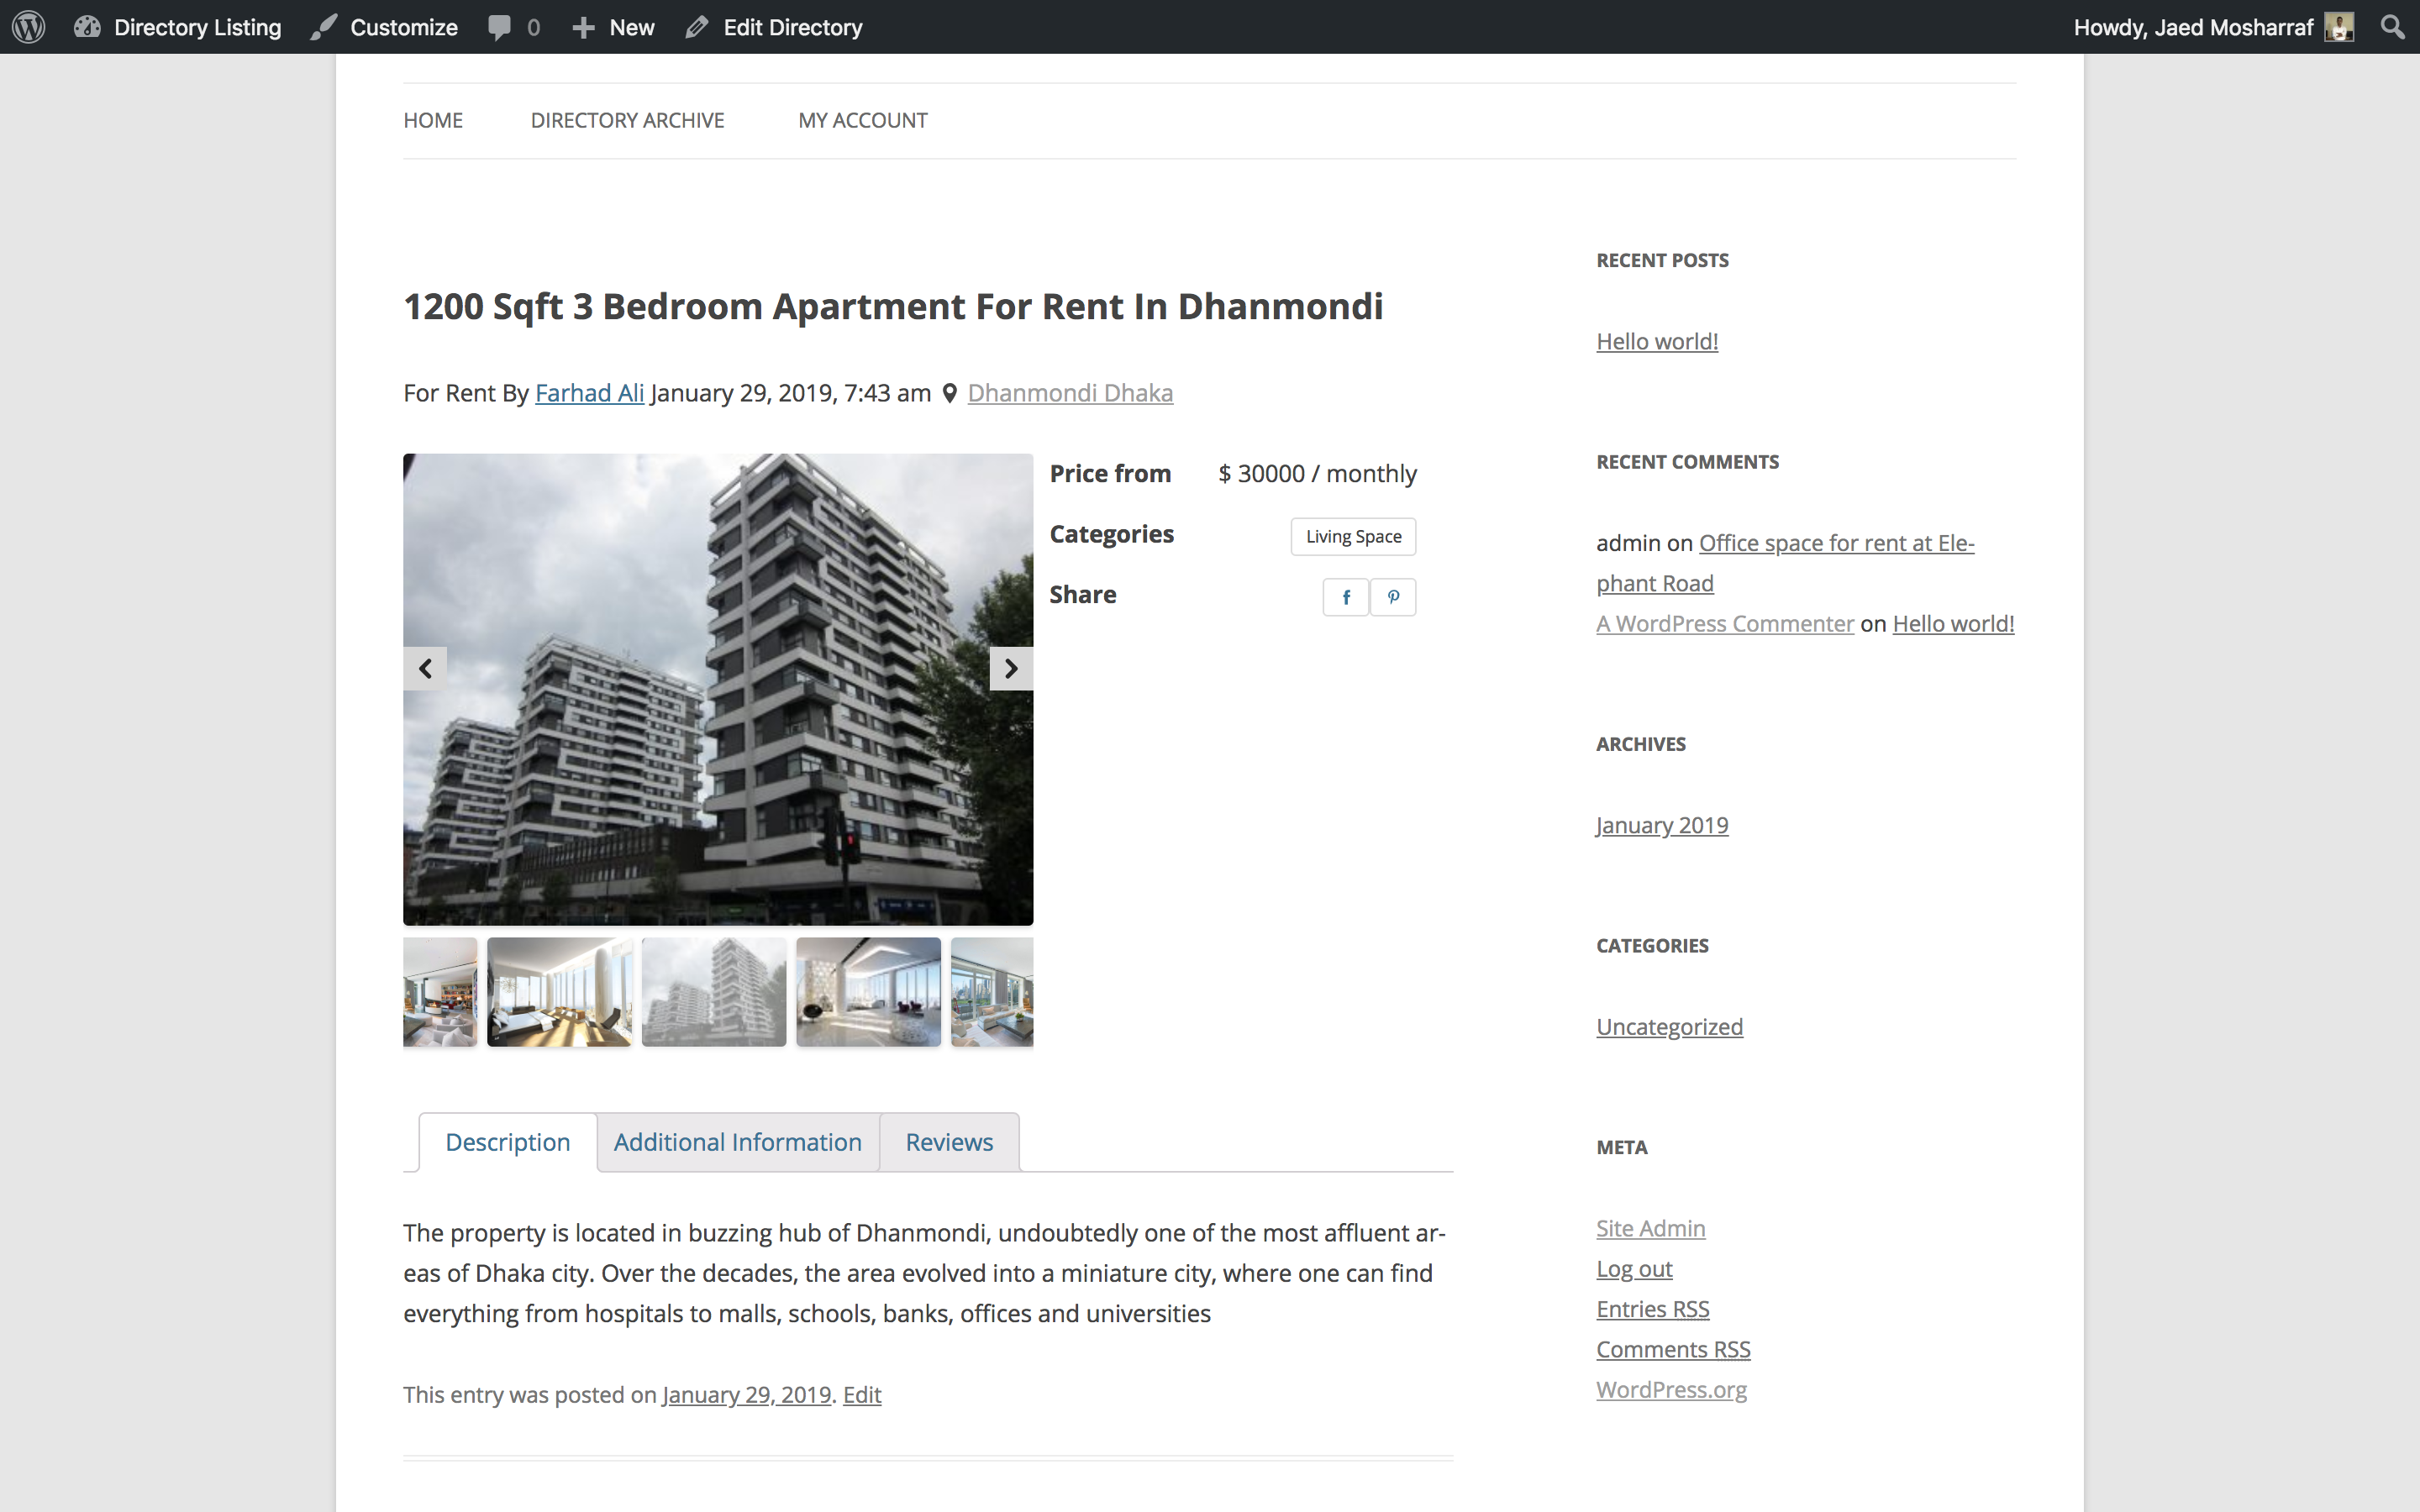 Directory Listing
Customize
0
New
Edit Directory
Howdy, Jaed Mosharraf
HOME
DIRECTORY ARCHIVE
MY ACCOUNT
1200 Sqft 3 Bedroom Apartment For Rent In Dhanmondi
For Rent By Farhad Ali January 29, 2019, 7:43 am Dhanmondi Dhaka
Price from $ 30000 / monthly
Categories Living Space
Share
Description
Additional Information
Reviews
The property is located in buzzing hub of Dhanmondi, undoubtedly one of the most affluent ar-
eas of Dhaka city. Over the decades, the area evolved into a miniature city, where one can find
everything from hospitals to malls, schools, banks, offices and universities
This entry was posted on January 29, 2019. Edit
RECENT POSTS
Hello world!
RECENT COMMENTS
admin on Office space for rent at Ele-
phant Road
A WordPress Commenter on Hello world!
ARCHIVES
January 2019
CATEGORIES
Uncategorized
META
Site Admin
Log out
Entries RSS
Comments RSS
WordPress.org